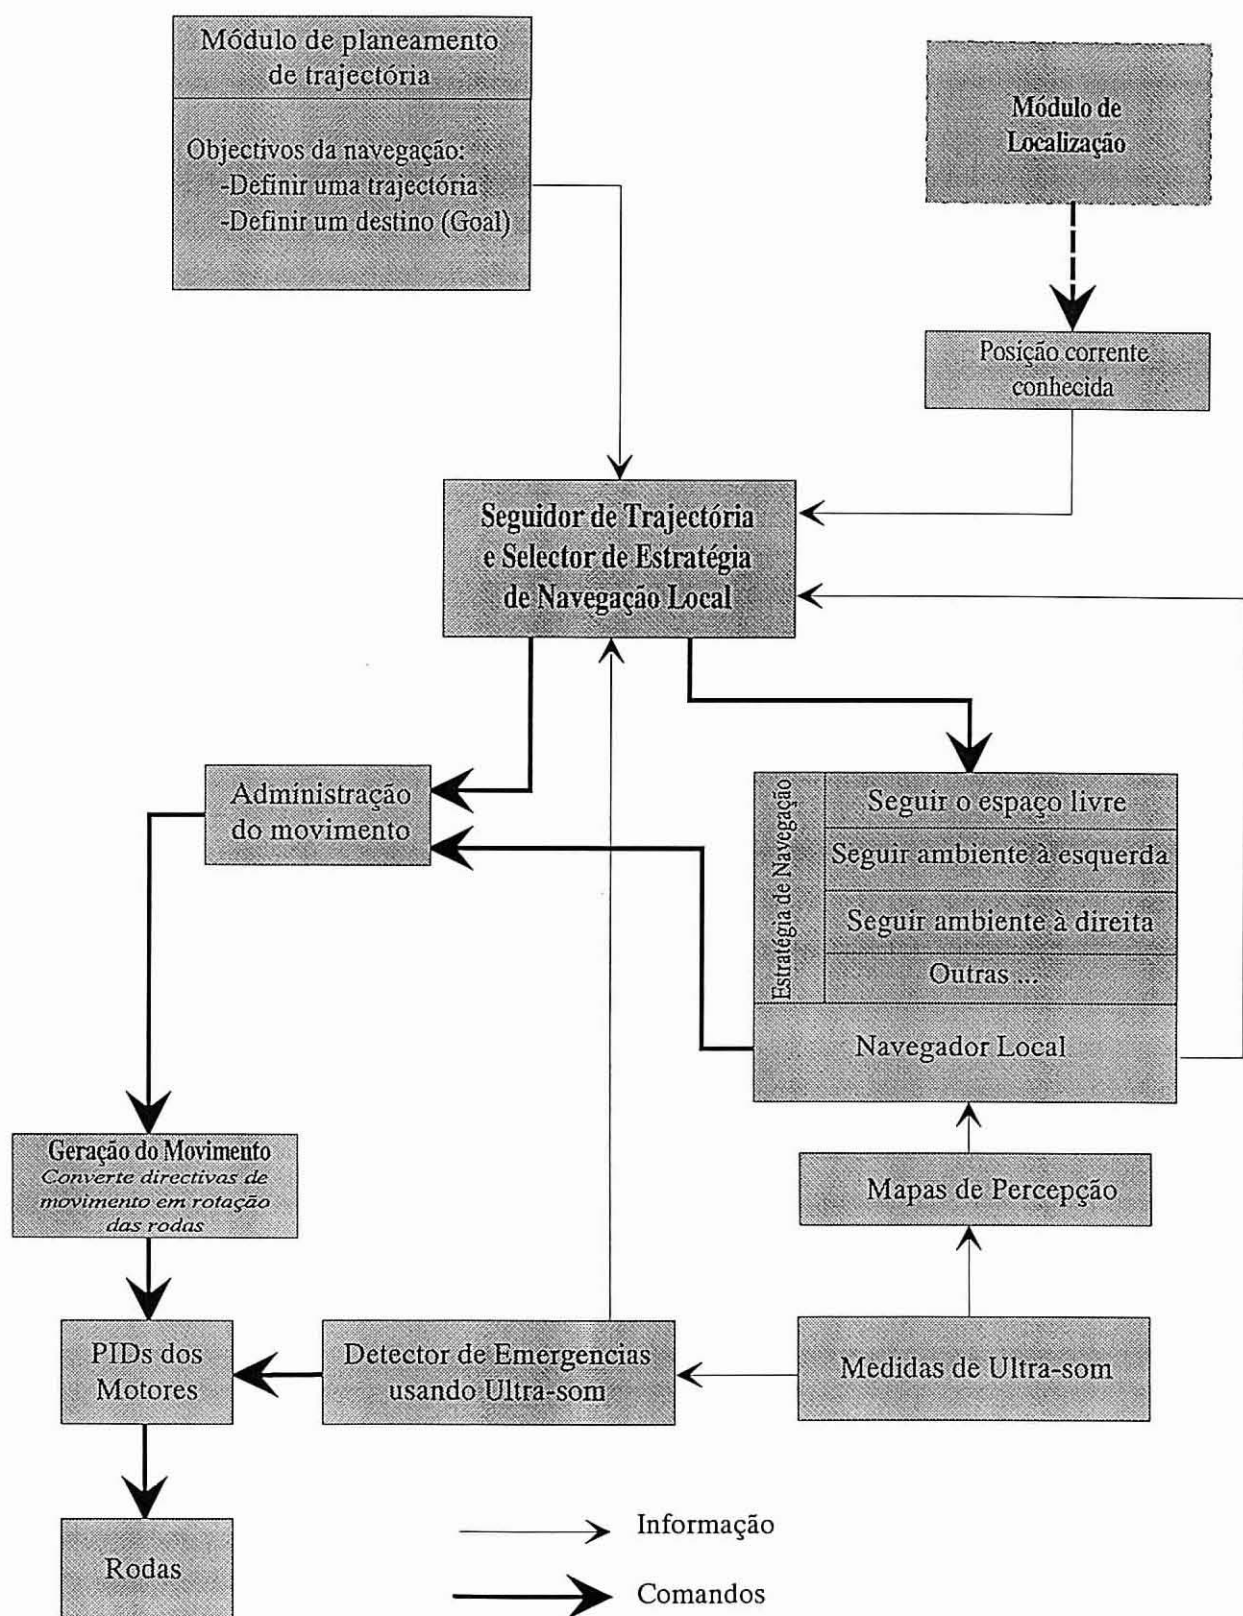 Módulo de planeamento
de trajectória
Objectivos da navegação:
-Definir uma trajectória
-Definir um destino (Goal)
Módulo de
Localização
Posição corrente
conhecida
Seguidor de Trajectória
e Selector de Estratégia
de Navegação Local
Administração
do movimento
Estratégia de Navegação
Seguir o espaço livre
Seguir ambiente à esquerda
Seguir ambiente à direita
Outras ...
Navegador Local
Geração do Movimento
Converte directivas de
movimento em rotação
das rodas
Mapas de Percepção
PIDs dos
Motores
Detector de Emergencias
usando Ultra-som
Medidas de Ultra-som
Rodas
Informação
Comandos